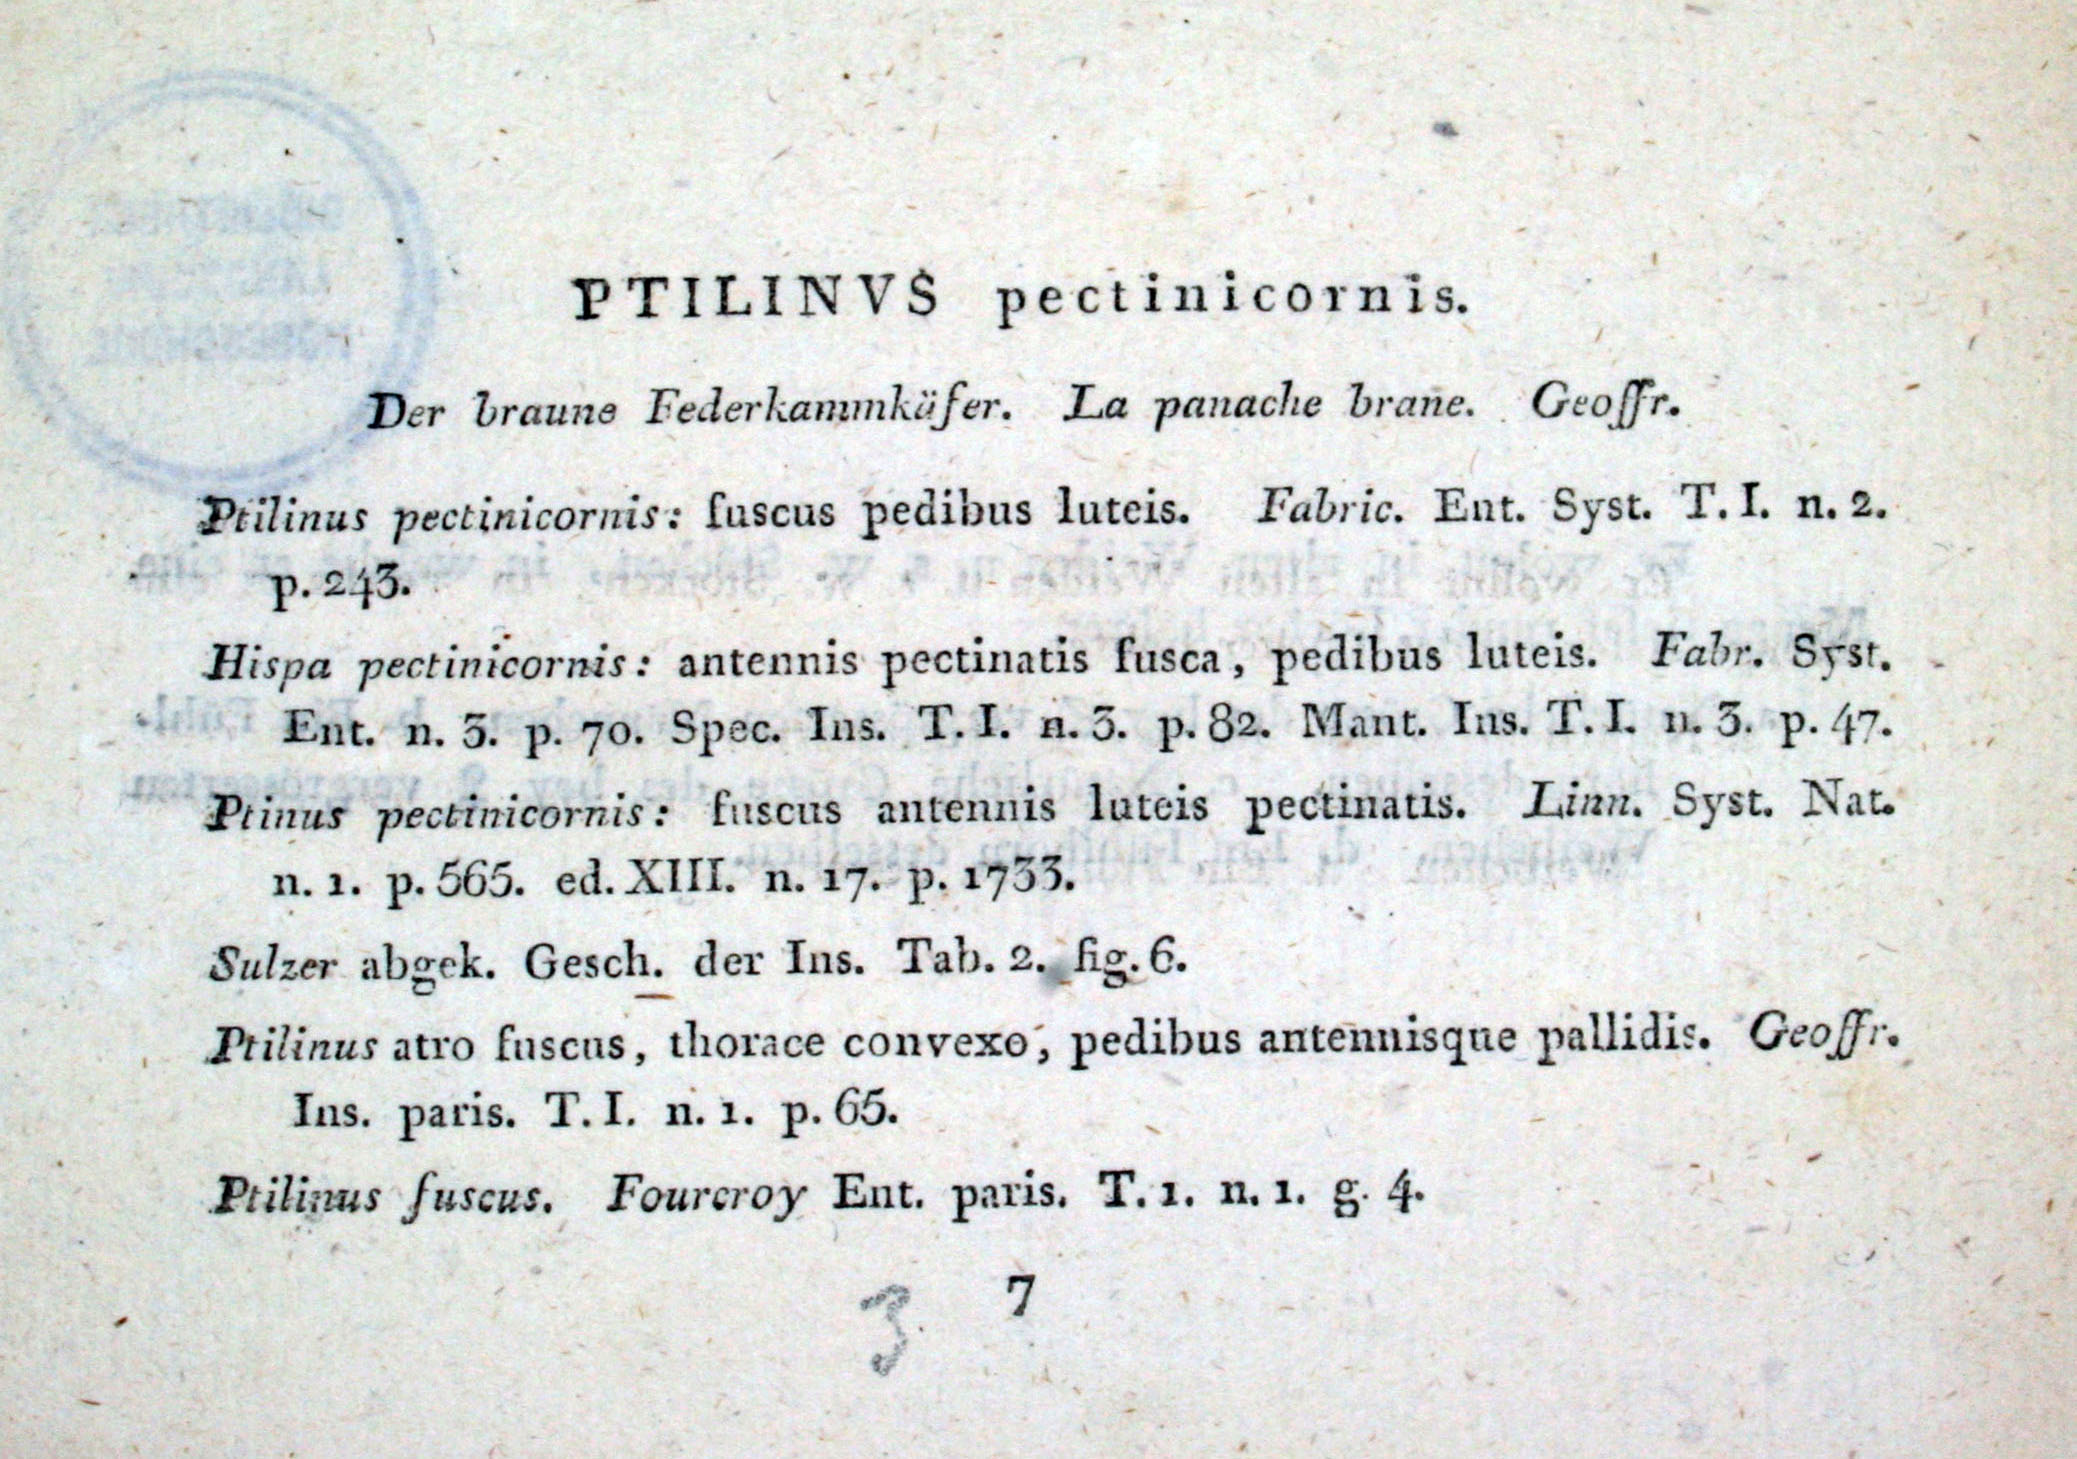 PTILINVS pectinicornis.
Der braune Federkammkäfer. La panache brane. Geoffr.
Ptilinus pectinicornis: fuscus pedibus luteis. Fabric. Ent. Syst. T. I. n. 2.
p. 243.
Hispa pectinicornis: antennis pectinatis fusca, pedibus luteis. Fabr. Syst.
Ent. n. 3. p. 70. Spec. Ins. T. I. n. 3. p. 82. Mant. Ins. T. I. n. 3. p. 47.
Ptinus pectinicornis: fuscus antennis luteis pectinatis. Linn. Syst. Nat.
n. 1. p. 565. ed. XIII. n. 17. p. 1733.
Sulzer abgek. Gesch. der Ins. Tab. 2. fig. 6.
Ptilinus atro fuscus, thorace convexo, pedibus antennisque pallidis. Geoffr.
Ins. paris. T. I. n. 1. p. 65.
Ptilinus fuscus. Fourcroy Ent. paris. T. 1. n. 1. g. 4.
3 7